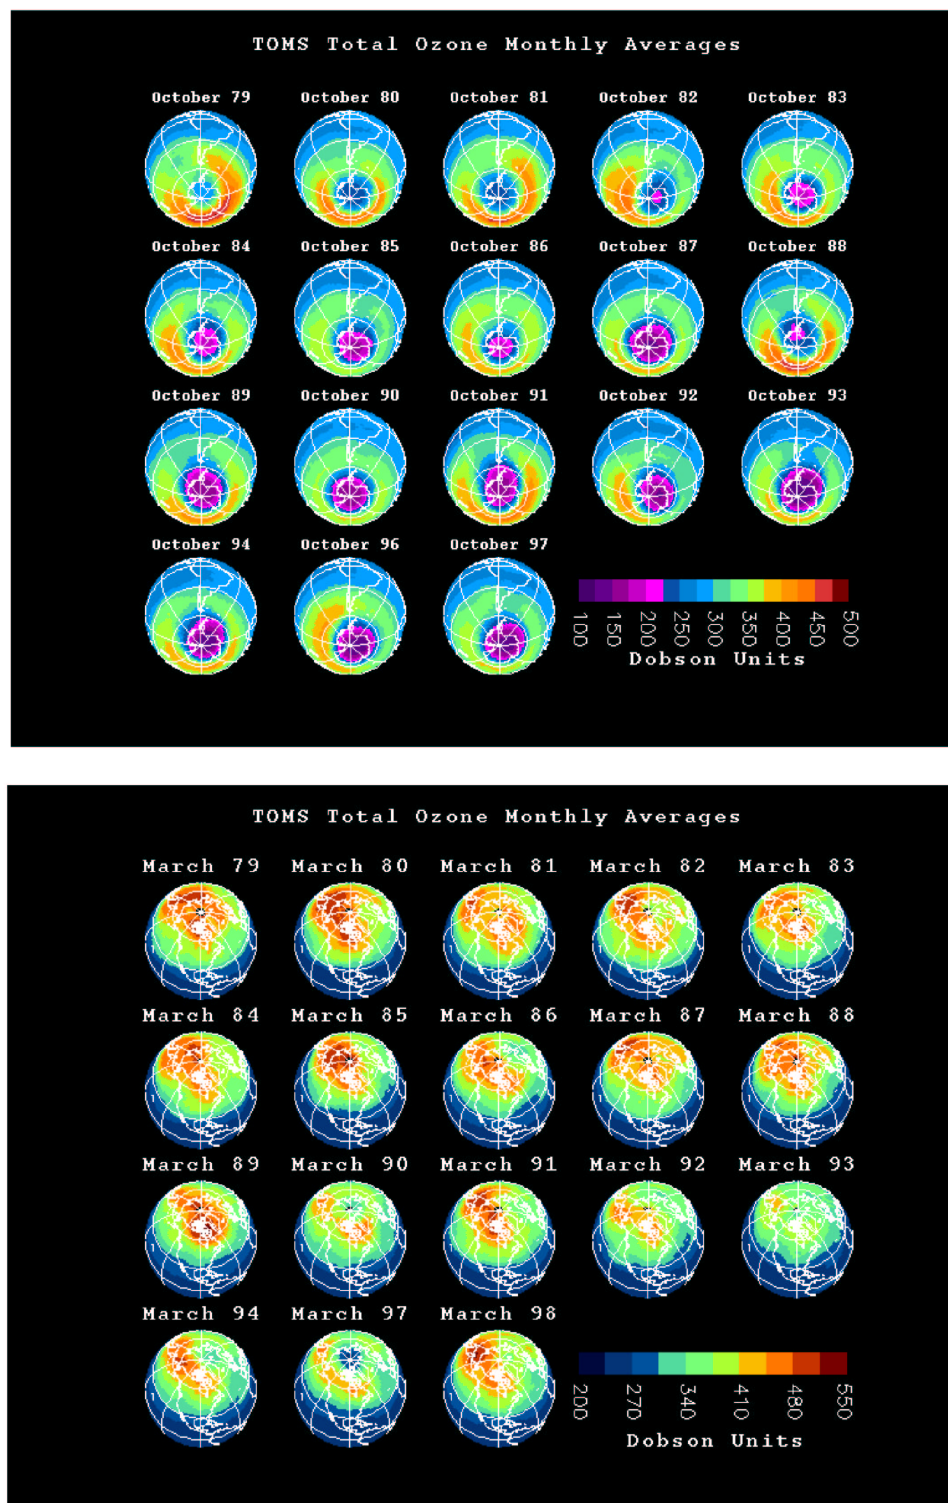 TOMS Total Ozone Monthly Averages
October 79 October 80 October 81 October 82 October 83
October 84 October 85 October 86 October 87 October 88
October 89 October 90 October 91 October 92 October 93
October 94 October 96 October 97
100 150 200 250 300 350 400 450 500
Dobson Units
TOMS Total Ozone Monthly Averages
March 79 March 80 March 81 March 82 March 83
March 84 March 85 March 86 March 87 March 88
March 89 March 90 March 91 March 92 March 93
March 94 March 97 March 98
200 270 340 410 480 550
Dobson Units